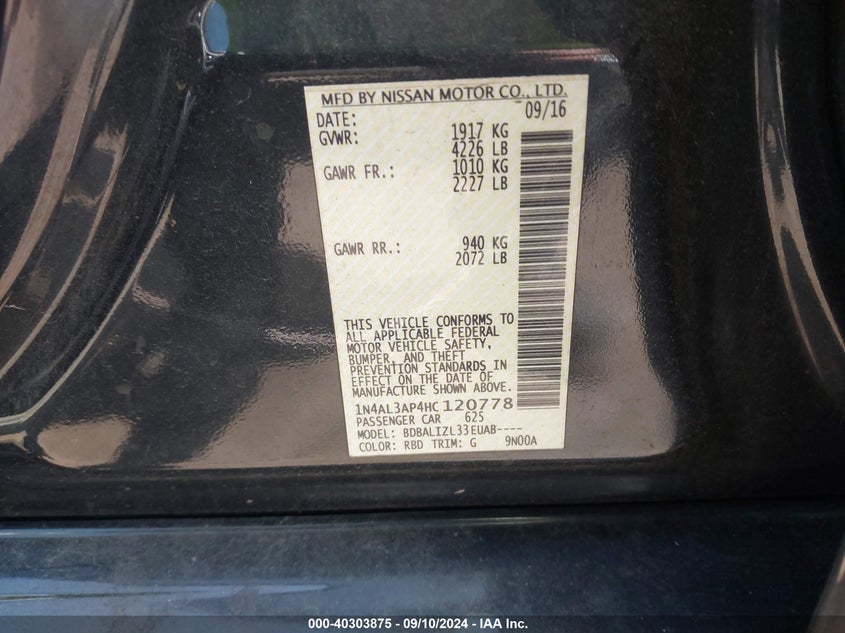 MFD BY NISSAN MOTOR CO., LTD.
DATE: 09/16
GVWR: 1917 KG
4226 LB
GAWR FR.: 1010 KG
2227 LB
GAWR RR.: 940 KG
2072 LB
THIS VEHICLE CONFORMS TO
ALL APPLICABLE FEDERAL
MOTOR VEHICLE SAFETY,
BUMPER, AND THEFT
PREVENTION STANDARDS IN
EFFECT ON THE DATE OF
MANUFACTURE SHOWN ABOVE.
1N4AL3AP4HC120778
PASSENGER CAR 625
MODEL: BDBALIZL33EUAB----
COLOR: RBD TRIM: G 9N00A
000-40303875 - 09/10/2024 - IAA Inc.